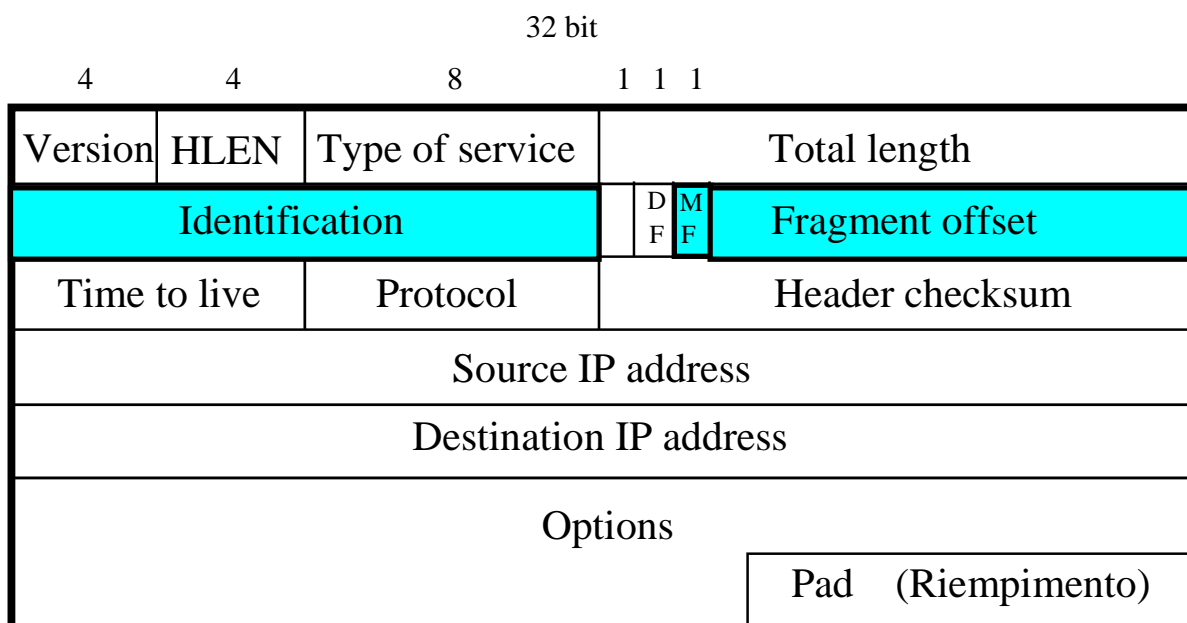 32 bit
4 4 8 1 1 1
Version HLEN Type of service Total length
Identification D F M F Fragment offset
Time to live Protocol Header checksum
Source IP address
Destination IP address
Options
Pad (Riempimento)